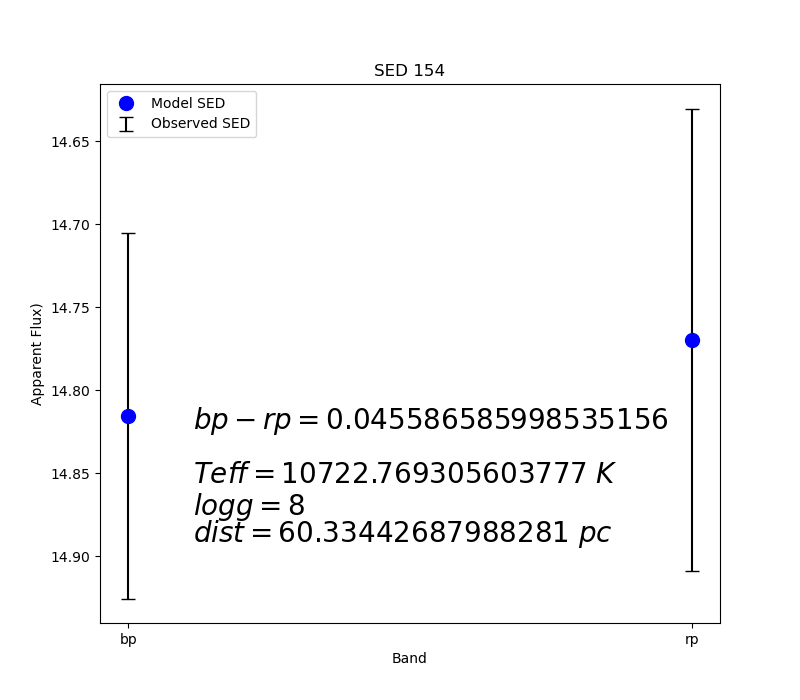 SED 154
Model SED
Observed SED
14.65
14.70
14.75
14.80
14.85
14.90
Apparent Flux)
bp − rp = 0.045586585998535156
Teff = 10722.769305603777 K
logg = 8
dist = 60.33442687988281 pc
bp
rp
Band